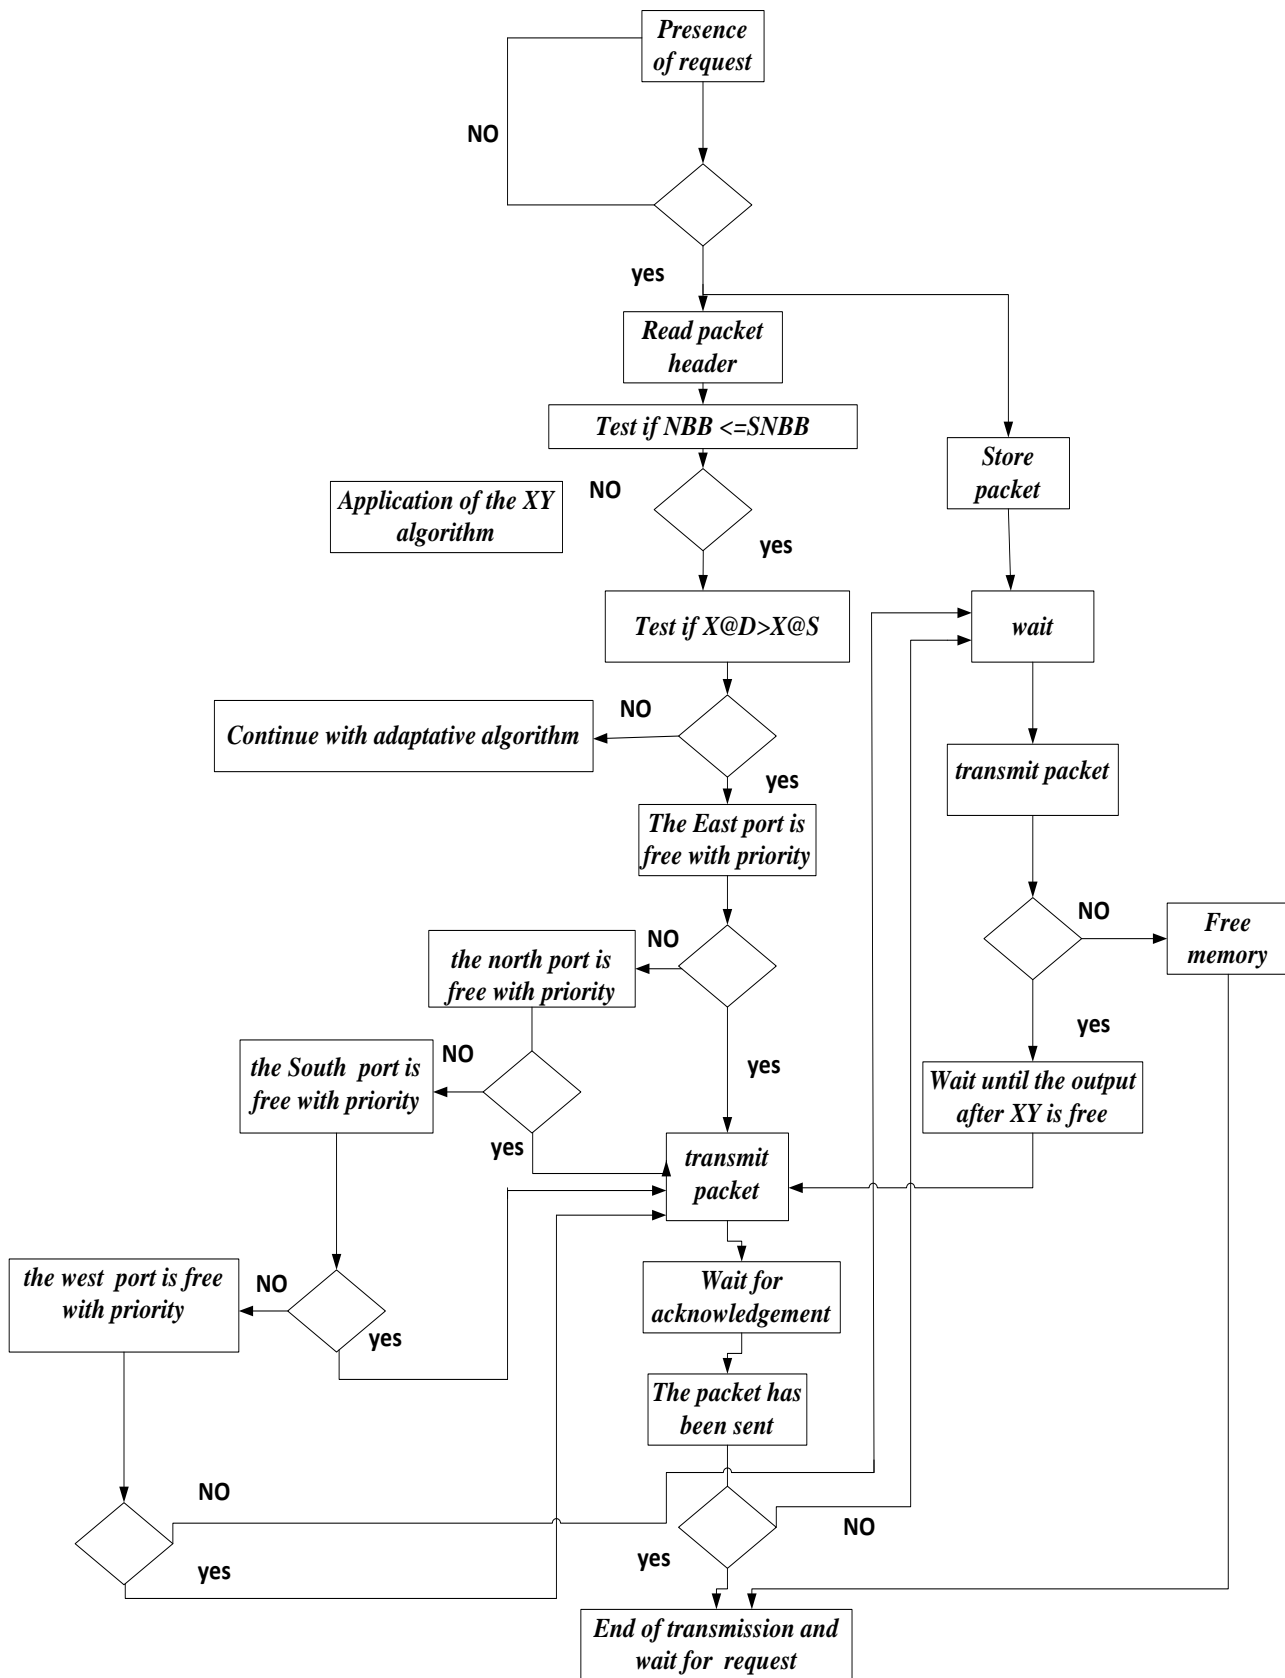 Presence
of request
NO
yes
Read packet
header
Test if NBB <=SNBB
Store
packet
Application of the XY
algorithm
NO
yes
Test if X@D>X@S
wait
Continue with adaptative algorithm
NO
yes
transmit packet
The East port is
free with priority
NO
Free
memory
the north port is
free with priority
NO
yes
yes
Wait until the output
after XY is free
the South  port is
free with priority
NO
yes
transmit
packet
the west  port is free
with priority
NO
yes
Wait for
acknowledgement
The packet has
been sent
NO
yes
NO
yes
End of transmission and
wait for  request